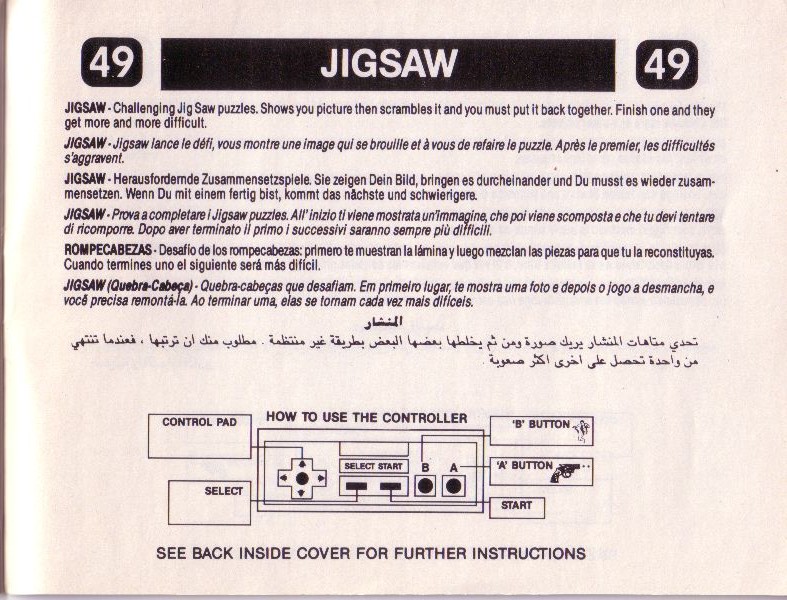 49 JIGSAW 49
JIGSAW - Challenging Jig Saw puzzles. Shows you picture then scrambles it and you must put it back together. Finish one and they
get more and more difficult.
JIGSAW - Jigsaw lance le défi, vous montre une image qui se brouille et à vous de refaire le puzzle. Après le premier, les difficultés
s'aggravent.
JIGSAW - Herausfordernde Zusammensetzspiele. Sie zeigen Dein Bild, bringen es durcheinander und Du musst es wieder zusam-
mensetzen. Wenn Du mit einem fertig bist, kommt das nächste und schwierigere.
JIGSAW - Prova a completare i Jigsaw puzzles. All' inizio ti viene mostrata un'immagine, che poi viene scomposta e che tu devi tentare
di ricomporre. Dopo aver terminato il primo i successivi saranno sempre più difficili.
ROMPECABEZAS - Desafío de los rompecabezas: primero te muestran la lámina y luego mezclan las piezas para que tu la reconstituyas.
Cuando termines uno el siguiente será más difícil.
JIGSAW (Quebra-Cabeça) - Quebra-cabeças que desafiam. Em primeiro lugar, te mostra uma foto e depois o jogo a desmancha, e
você precisa remontá-la. Ao terminar uma, elas se tornam cada vez mais difíceis.
المنشار
تحدي متاهات المنشار يريك صورة ومن ثم يخلطها بعضها البعض بطريقة غير منتظمة . مطلوب منك ان ترتبها ، فعندما تنتهي
من واحدة تحصل على اخرى اكثر صعوبة .
HOW TO USE THE CONTROLLER
CONTROL PAD
'B' BUTTON
SELECT START B A
'A' BUTTON
SELECT
START
SEE BACK INSIDE COVER FOR FURTHER INSTRUCTIONS